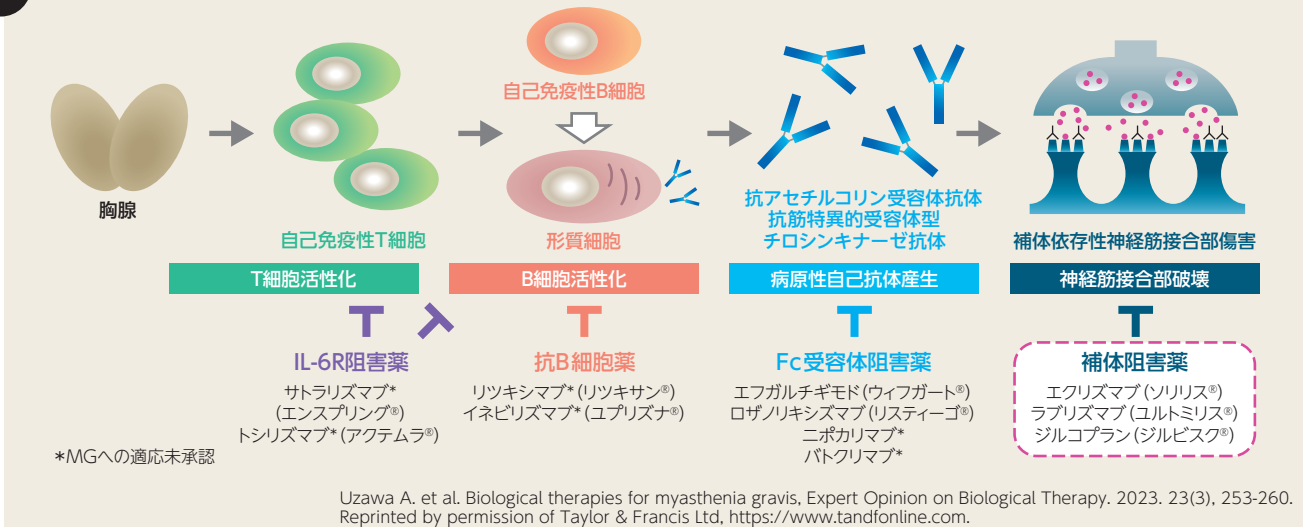 胸腺
自己免疫性T細胞
自己免疫性B細胞
形質細胞
抗アセチルコリン受容体抗体
抗筋特異的受容体型
チロシンキナーゼ抗体
補体依存性神経筋接合部傷害
T細胞活性化
B細胞活性化
病原性自己抗体産生
神経筋接合部破壊
IL-6R阻害薬
サトラリズマブ*
(エンスプリング®)
トシリズマブ*(アクテムラ®)
抗B細胞薬
リツキシマブ*(リツキサン®)
イネビリズマブ*(ユプリズナ®)
Fc受容体阻害薬
エフガルチギモド(ウィフガート®)
ロザノリキシズマブ(リスティーゴ®)
ニポカリマブ*
バトクリマブ*
補体阻害薬
エクリズマブ(ソリリス®)
ラブリズマブ(ユルトミリス®)
ジルコプラン(ジルビスク®)
*MGへの適応未承認
Uzawa A. et al. Biological therapies for myasthenia gravis, Expert Opinion on Biological Therapy. 2023. 23(3), 253-260.
Reprinted by permission of Taylor & Francis Ltd, https://www.tandfonline.com.